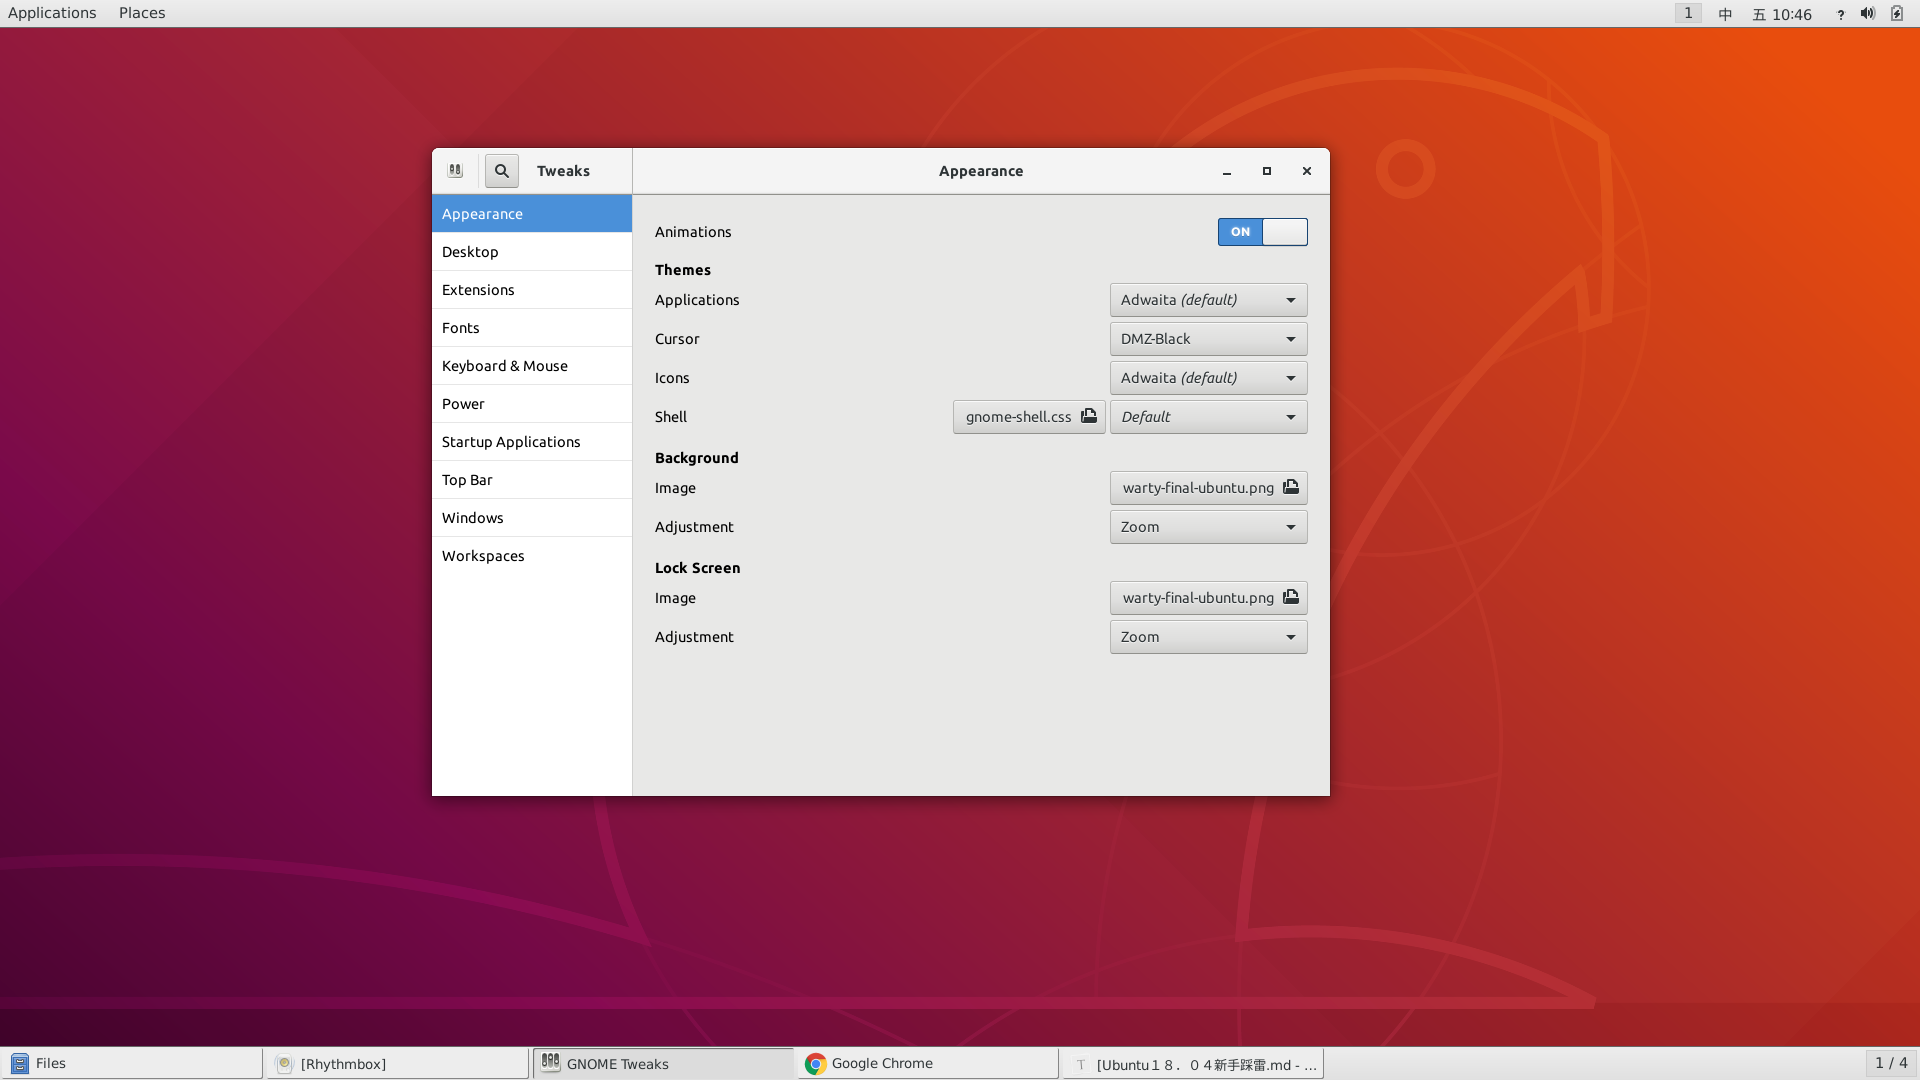 Applications Places 1 中 五 10:46 ?
Tweaks Appearance
Appearance
Desktop
Extensions
Fonts
Keyboard & Mouse
Power
Startup Applications
Top Bar
Windows
Workspaces
Animations ON
Themes
Applications Adwaita (default)
Cursor DMZ-Black
Icons Adwaita (default)
Shell gnome-shell.css Default
Background
Image warty-final-ubuntu.png
Adjustment Zoom
Lock Screen
Image warty-final-ubuntu.png
Adjustment Zoom
Files [Rhythmbox] GNOME Tweaks Google Chrome T [Ubuntu１８．０４新手踩雷.md - ... 1 / 4